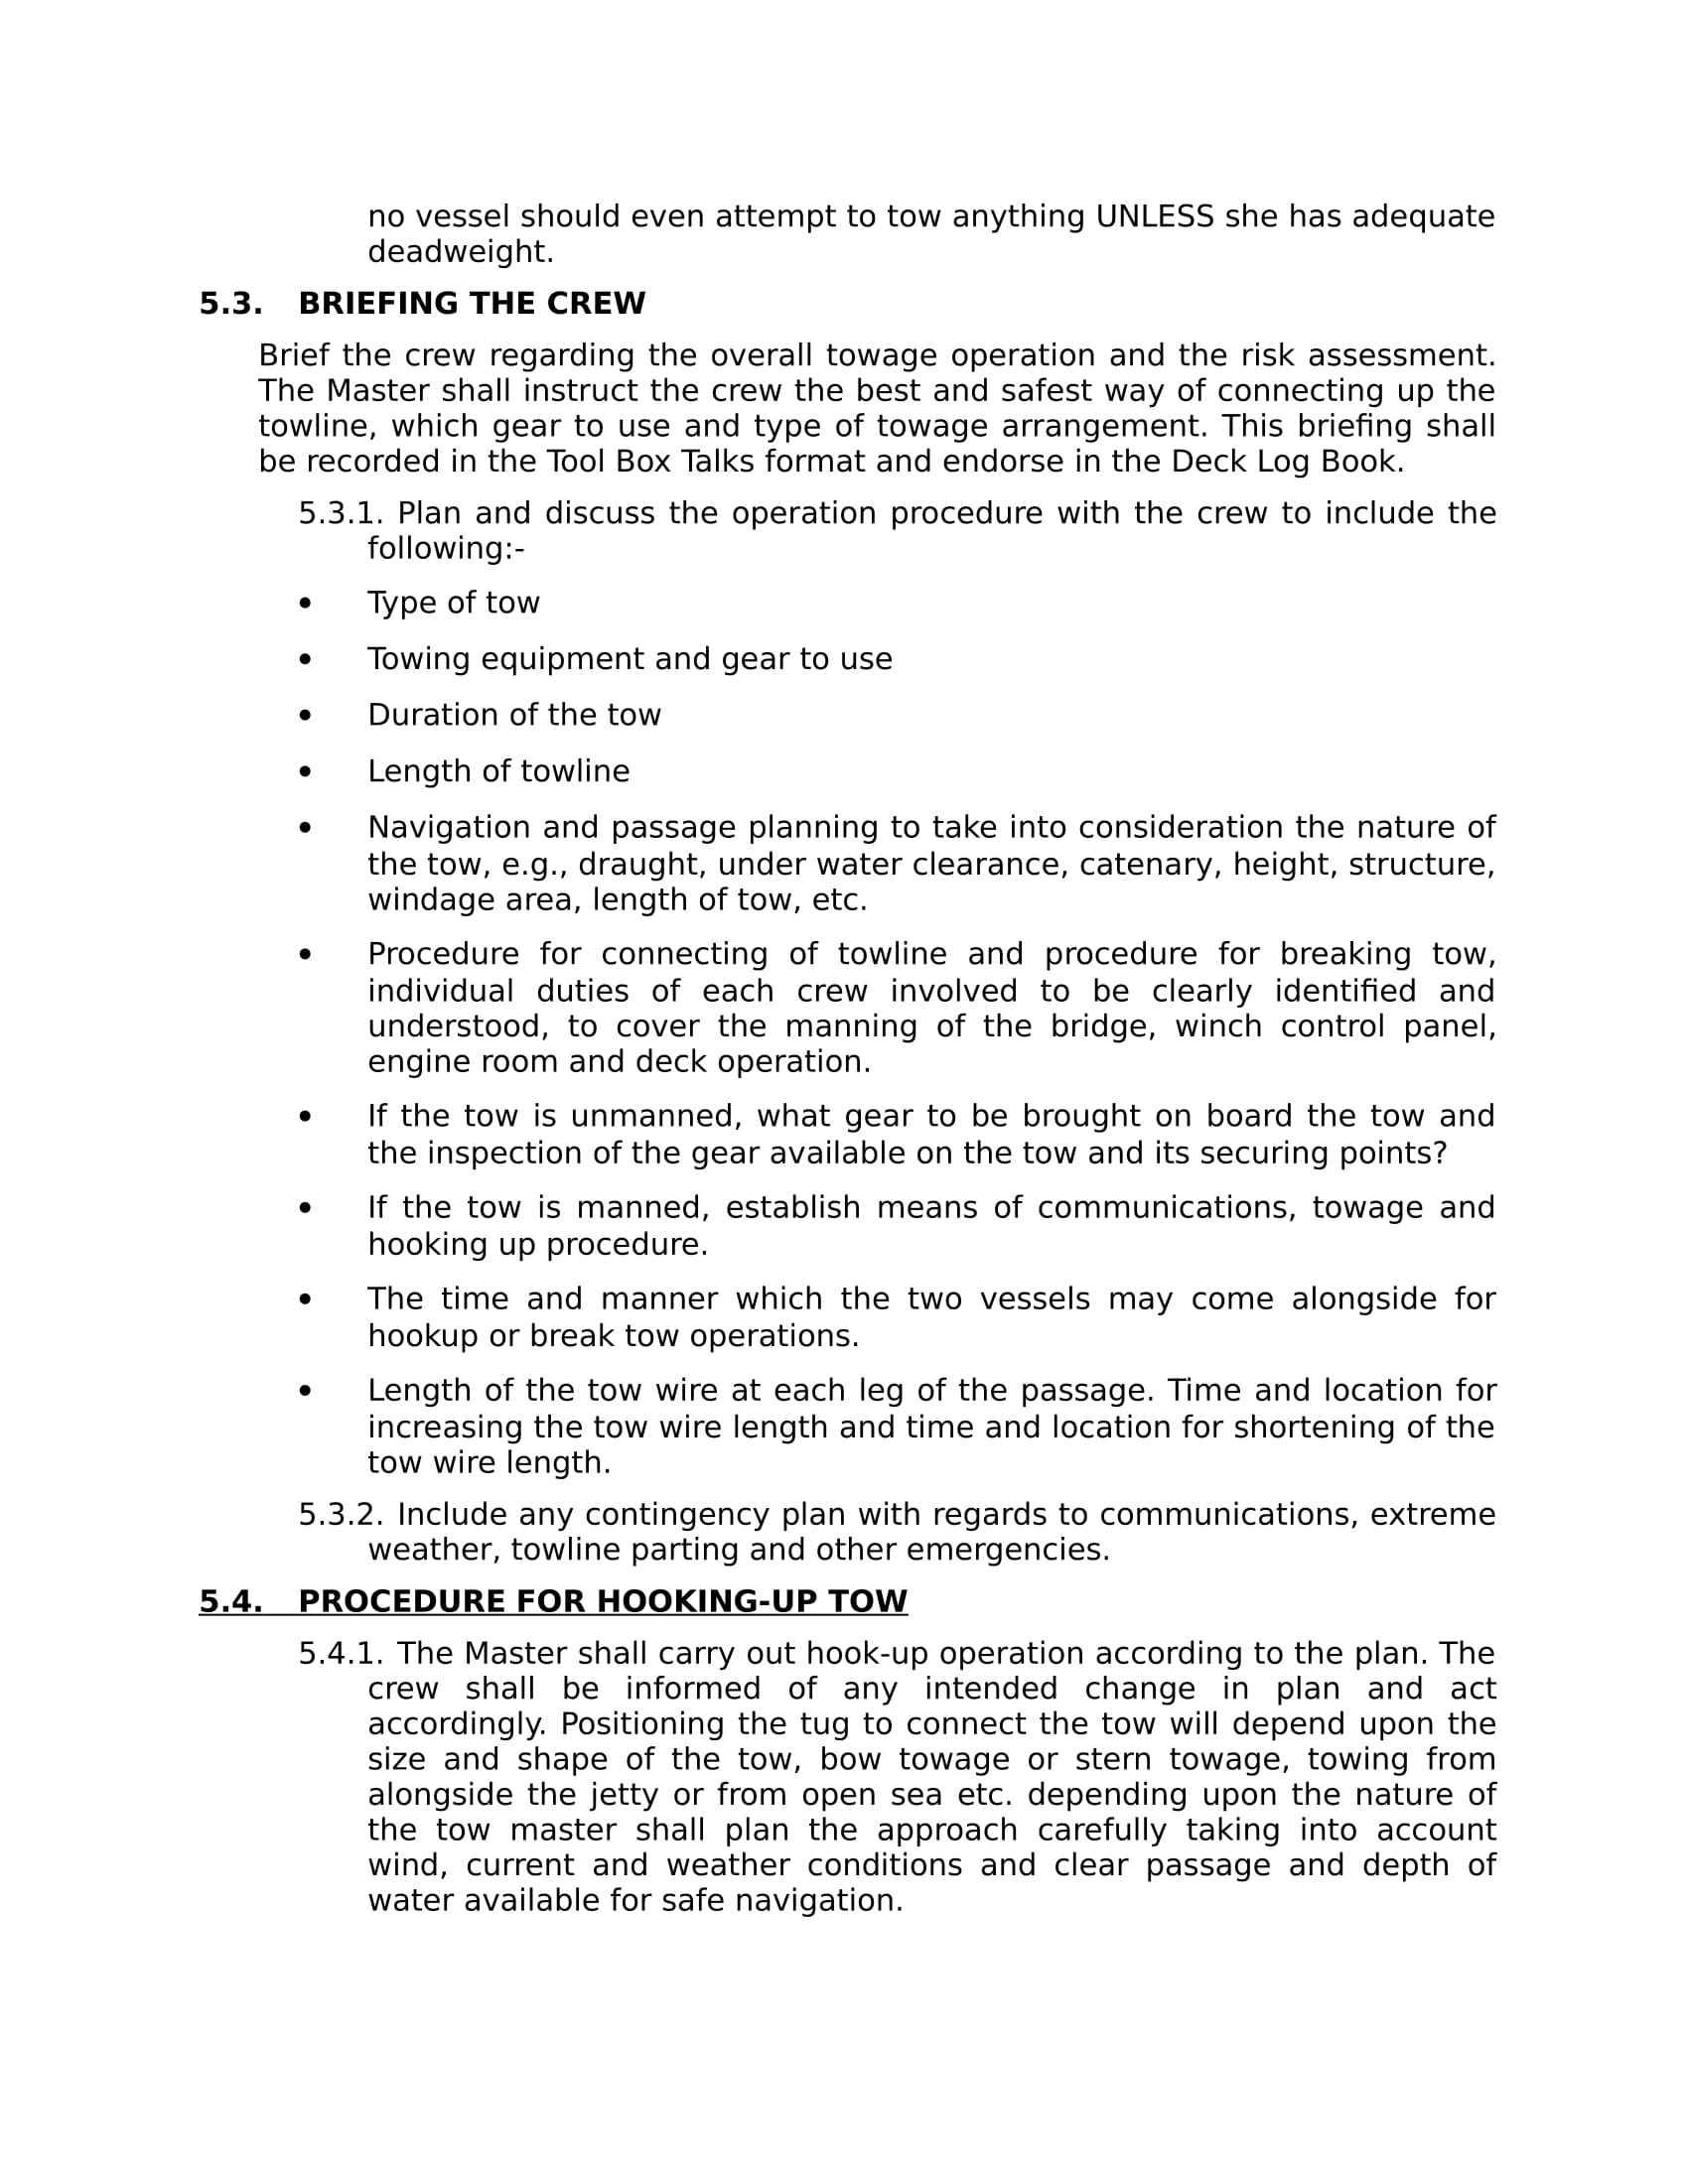 no vessel should even attempt to tow anything UNLESS she has adequate
deadweight.
5.3. BRIEFING THE CREW
Brief the crew regarding the overall towage operation and the risk assessment.
The Master shall instruct the crew the best and safest way of connecting up the
towline, which gear to use and type of towage arrangement. This briefing shall
be recorded in the Tool Box Talks format and endorse in the Deck Log Book.
5.3.1. Plan and discuss the operation procedure with the crew to include the
following:-
• Type of tow
• Towing equipment and gear to use
• Duration of the tow
• Length of towline
• Navigation and passage planning to take into consideration the nature of
the tow, e.g., draught, under water clearance, catenary, height, structure,
windage area, length of tow, etc.
• Procedure for connecting of towline and procedure for breaking tow,
individual duties of each crew involved to be clearly identified and
understood, to cover the manning of the bridge, winch control panel,
engine room and deck operation.
• If the tow is unmanned, what gear to be brought on board the tow and
the inspection of the gear available on the tow and its securing points?
• If the tow is manned, establish means of communications, towage and
hooking up procedure.
• The time and manner which the two vessels may come alongside for
hookup or break tow operations.
• Length of the tow wire at each leg of the passage. Time and location for
increasing the tow wire length and time and location for shortening of the
tow wire length.
5.3.2. Include any contingency plan with regards to communications, extreme
weather, towline parting and other emergencies.
5.4. PROCEDURE FOR HOOKING-UP TOW
5.4.1. The Master shall carry out hook-up operation according to the plan. The
crew shall be informed of any intended change in plan and act
accordingly. Positioning the tug to connect the tow will depend upon the
size and shape of the tow, bow towage or stern towage, towing from
alongside the jetty or from open sea etc. depending upon the nature of
the tow master shall plan the approach carefully taking into account
wind, current and weather conditions and clear passage and depth of
water available for safe navigation.